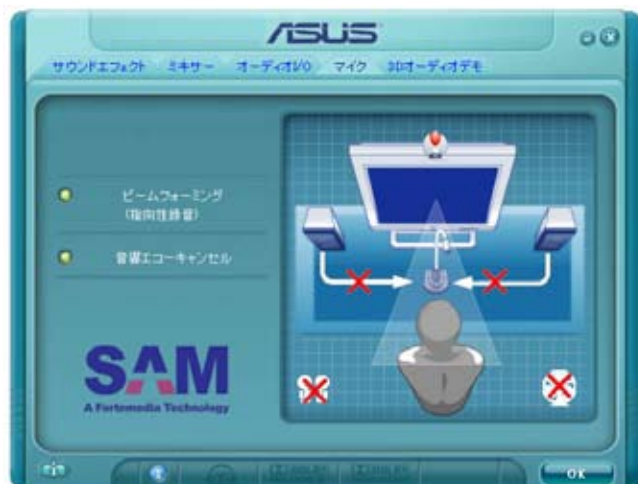 ASUS
サウンドエフェクト ミキサー オーディオI/O マイク 3Dオーディオデモ
ビームフォーミング
(指向性録音)
音響エコーキャンセル
SAM
A Fortemedia Technology
OK